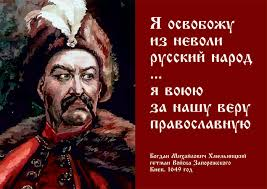 Я освобожу
из неволи
русский народ
...
я воюю
за нашу веру
православную
Богдан Михайлович Хмельницкий
гетман Войска Запорожского
Киев. 1649 год